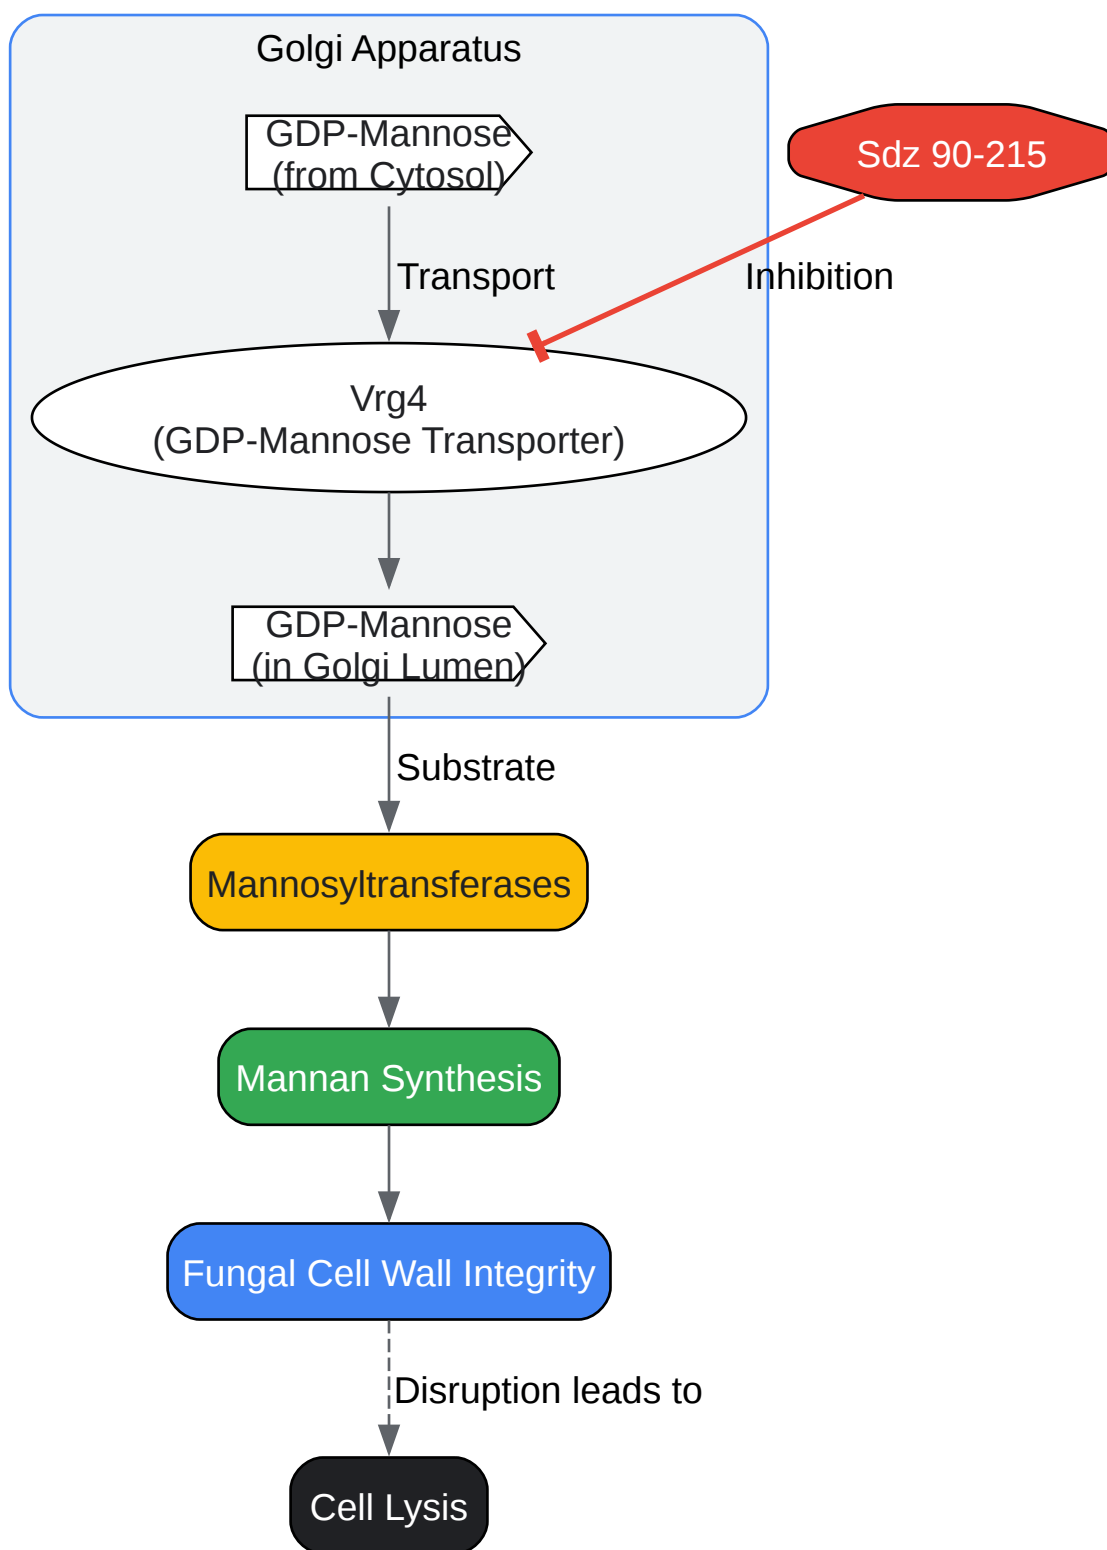 Golgi Apparatus
GDP-Mannose
(from Cytosol)
Sdz 90-215
Transport
Inhibition
Vrg4
(GDP-Mannose Transporter)
GDP-Mannose
(in Golgi Lumen)
Substrate
Mannosyltransferases
Mannan Synthesis
Fungal Cell Wall Integrity
Disruption leads to
Cell Lysis